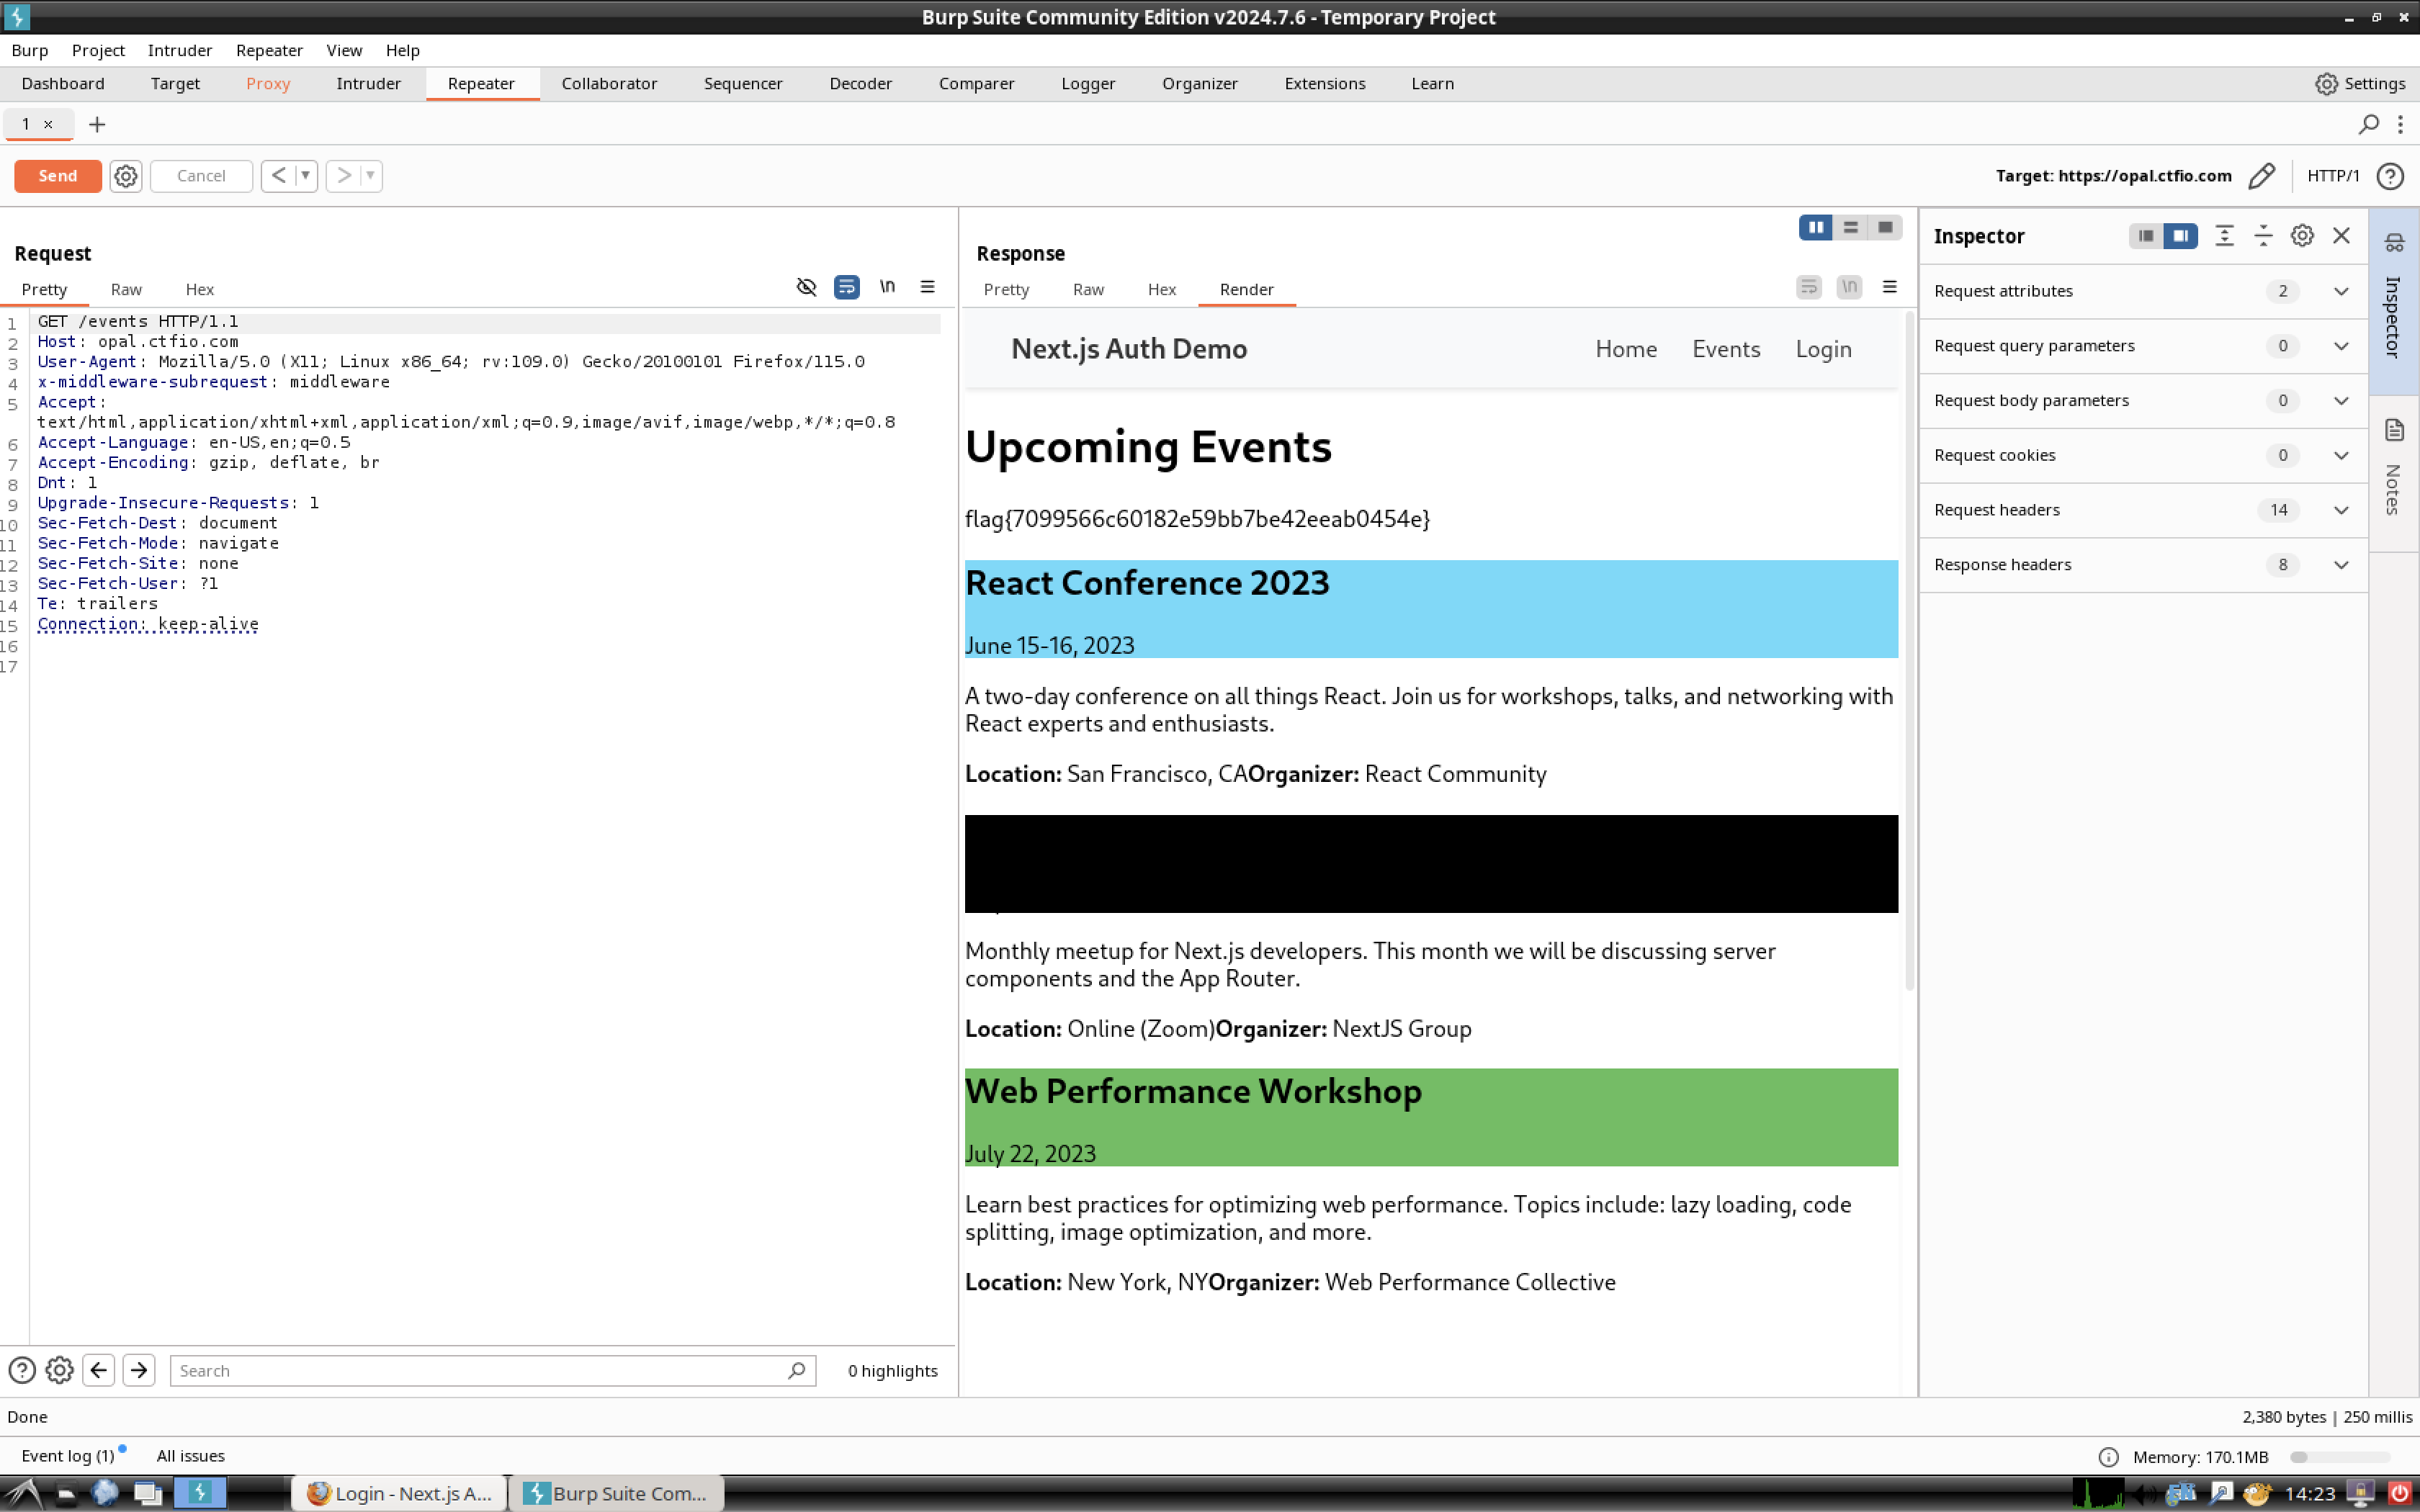 Burp Suite Community Edition v2024.7.6 - Temporary Project
Burp Project Intruder Repeater View Help
Dashboard Target Proxy Intruder Repeater Collaborator Sequencer Decoder Comparer Logger Organizer Extensions Learn Settings
1 × +
Send Cancel < > Target: https://opal.ctfio.com HTTP/1
Request
Pretty Raw Hex \n
1 GET /events HTTP/1.1
2 Host: opal.ctfio.com
3 User-Agent: Mozilla/5.0 (X11; Linux x86_64; rv:109.0) Gecko/20100101 Firefox/115.0
4 x-middleware-subrequest: middleware
5 Accept:
text/html,application/xhtml+xml,application/xml;q=0.9,image/avif,image/webp,*/*;q=0.8
6 Accept-Language: en-US,en;q=0.5
7 Accept-Encoding: gzip, deflate, br
8 Dnt: 1
9 Upgrade-Insecure-Requests: 1
10 Sec-Fetch-Dest: document
11 Sec-Fetch-Mode: navigate
12 Sec-Fetch-Site: none
13 Sec-Fetch-User: ?1
14 Te: trailers
15 Connection: keep-alive
16
17
Search 0 highlights
Response
Pretty Raw Hex Render \n
Next.js Auth Demo Home Events Login
Upcoming Events
flag{7099566c60182e59bb7be42eeab0454e}
React Conference 2023
June 15-16, 2023
A two-day conference on all things React. Join us for workshops, talks, and networking with
React experts and enthusiasts.
Location: San Francisco, CAOrganizer: React Community
Monthly meetup for Next.js developers. This month we will be discussing server
components and the App Router.
Location: Online (Zoom)Organizer: NextJS Group
Web Performance Workshop
July 22, 2023
Learn best practices for optimizing web performance. Topics include: lazy loading, code
splitting, image optimization, and more.
Location: New York, NYOrganizer: Web Performance Collective
Inspector
Request attributes 2
Request query parameters 0
Request body parameters 0
Request cookies 0
Request headers 14
Response headers 8
Inspector
Notes
Done 2,380 bytes | 250 millis
Event log (1) All issues Memory: 170.1MB
Login - Next.js A... Burp Suite Com... 14:23